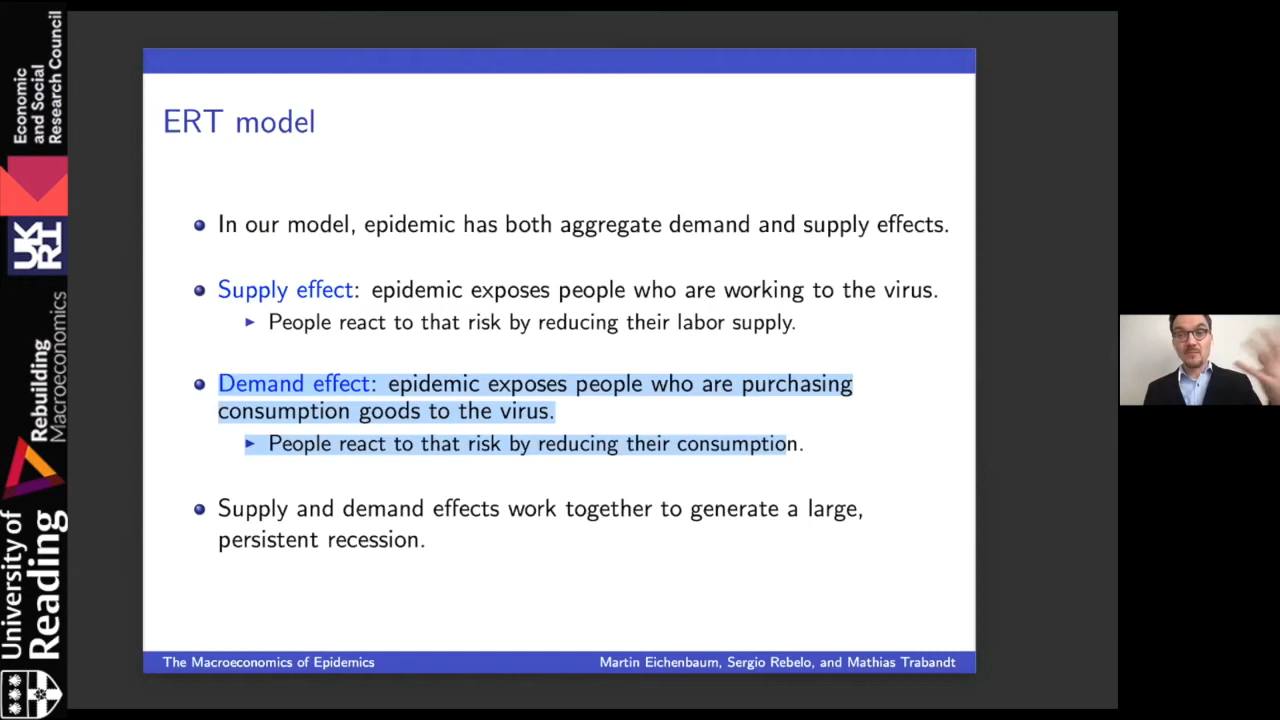 Economic
and Social
Research Council
UK
RI
Rebuilding
Macroeconomics
University of
Reading
ERT model
In our model, epidemic has both aggregate demand and supply effects.
Supply effect: epidemic exposes people who are working to the virus.
People react to that risk by reducing their labor supply.
Demand effect: epidemic exposes people who are purchasing
consumption goods to the virus.
People react to that risk by reducing their consumption.
Supply and demand effects work together to generate a large,
persistent recession.
The Macroeconomics of Epidemics
Martin Eichenbaum, Sergio Rebelo, and Mathias Trabandt